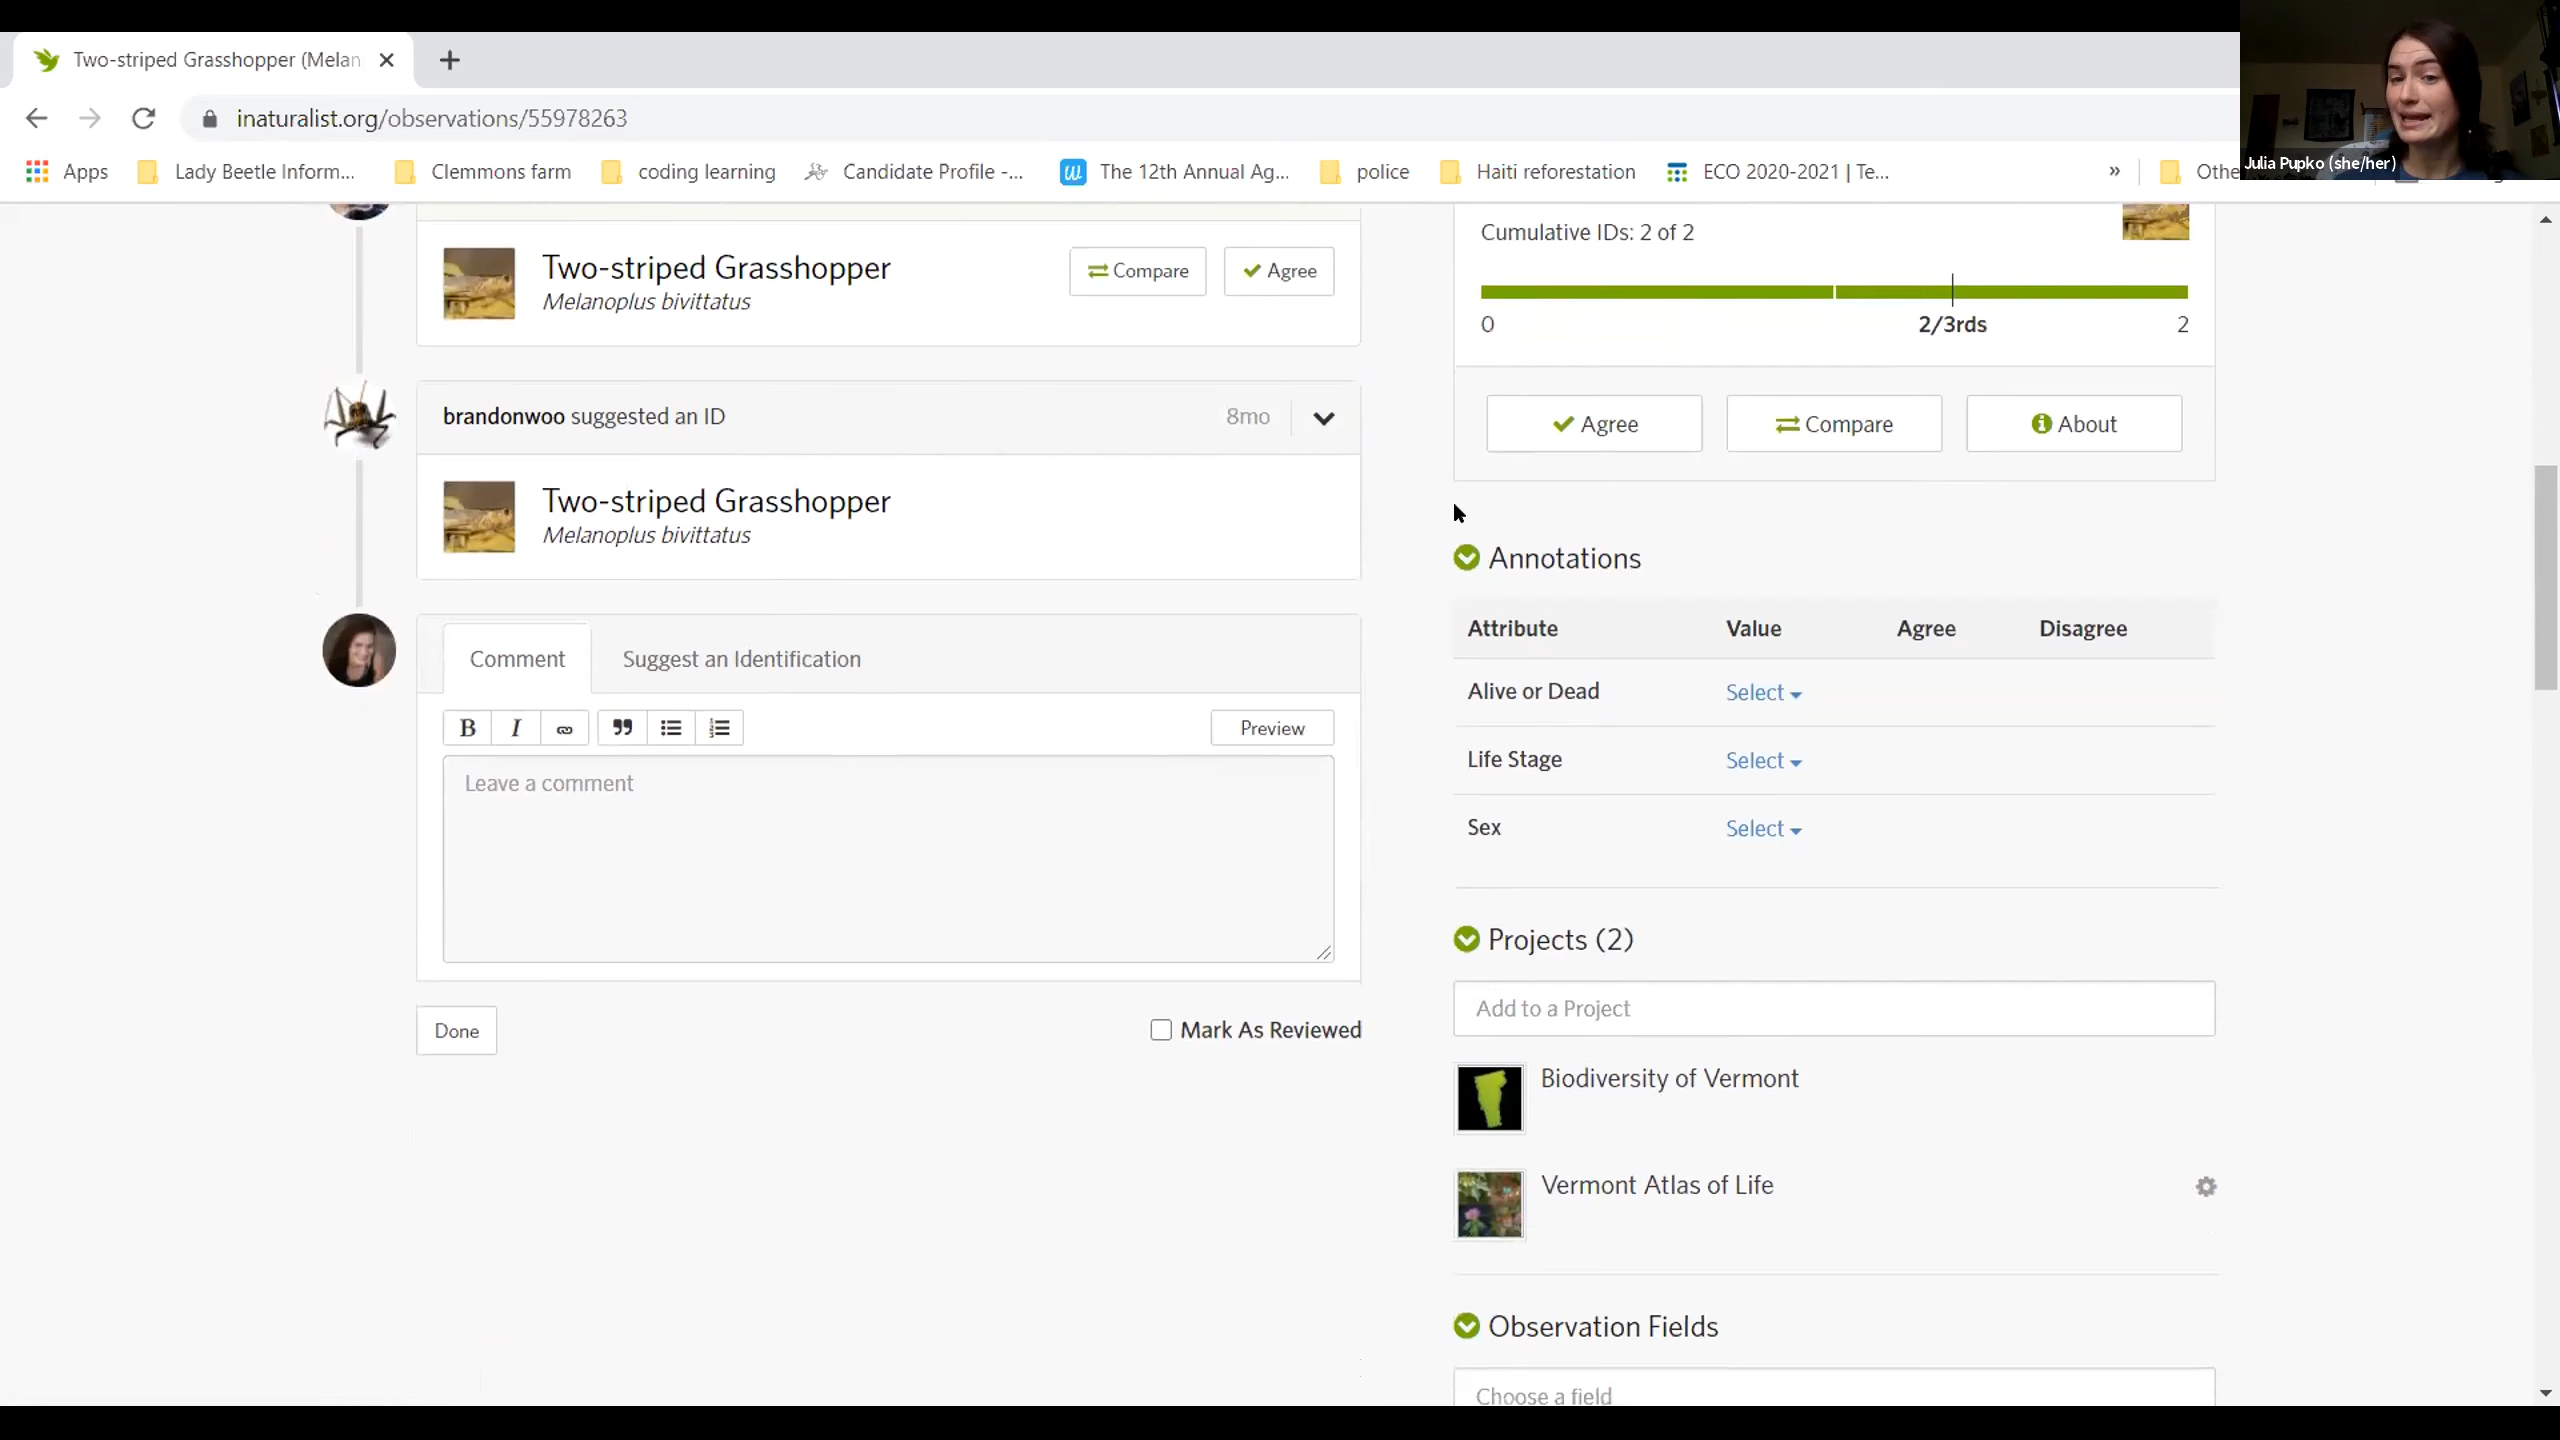 Two-striped Grasshopper (Melan
inaturalist.org/observations/55978263
Apps
Lady Beetle Inform...
Clemmons farm
coding learning
Candidate Profile -...
The 12th Annual Ag...
police
Haiti reforestation
ECO 2020-2021 | Te...
»
Othe
Julia Pupko (she/her)
Two-striped Grasshopper
Melanoplus bivittatus
Compare
Agree
brandonwoo suggested an ID
8mo
Two-striped Grasshopper
Melanoplus bivittatus
Comment
Suggest an Identification
B I
Preview
Leave a comment
Done
Mark As Reviewed
Cumulative IDs: 2 of 2
0 2/3rds 2
Agree
Compare
About
Annotations
Attribute Value Agree Disagree
Alive or Dead Select
Life Stage Select
Sex Select
Projects (2)
Add to a Project
Biodiversity of Vermont
Vermont Atlas of Life
Observation Fields
Choose a field